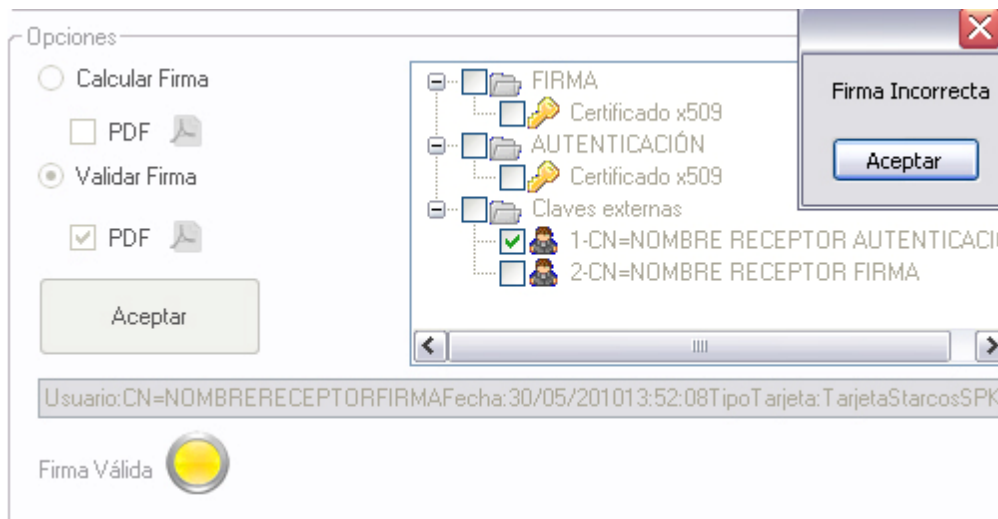 Opciones
Calcular Firma
PDF
Validar Firma
PDF
Aceptar
FIRMA
Certificado x509
AUTENTICACIÓN
Certificado x509
Claves externas
1-CN=NOMBRE RECEPTOR AUTENTICACI
2-CN=NOMBRE RECEPTOR FIRMA
Firma Incorrecta
Aceptar
Usuario:CN=NOMBRERECEPTORFIRMAFecha:30/05/201013:52:08TipoTarjeta:TarjetaStarcosSPK
Firma Válida